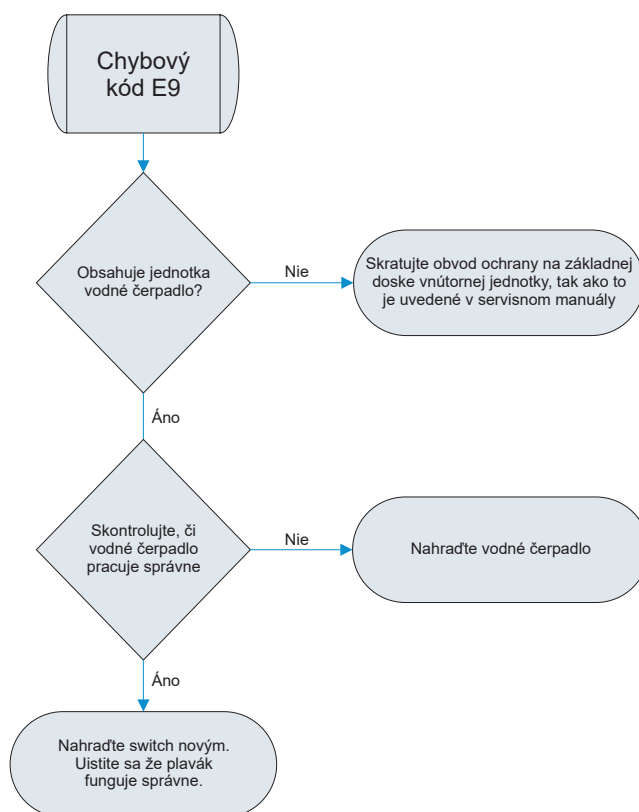 Chybový
kód E9
Obsahuje jednotka
vodné čerpadlo?
Nie
Skratujte obvod ochrany na základnej
doske vnútornej jednotky, tak ako to
je uvedené v servisnom manuály
Áno
Skontrolujte, či
vodné čerpadlo
pracuje správne
Nie
Nahraďte vodné čerpadlo
Áno
Nahraďte switch novým.
Uistite sa že plavák
funguje správne.